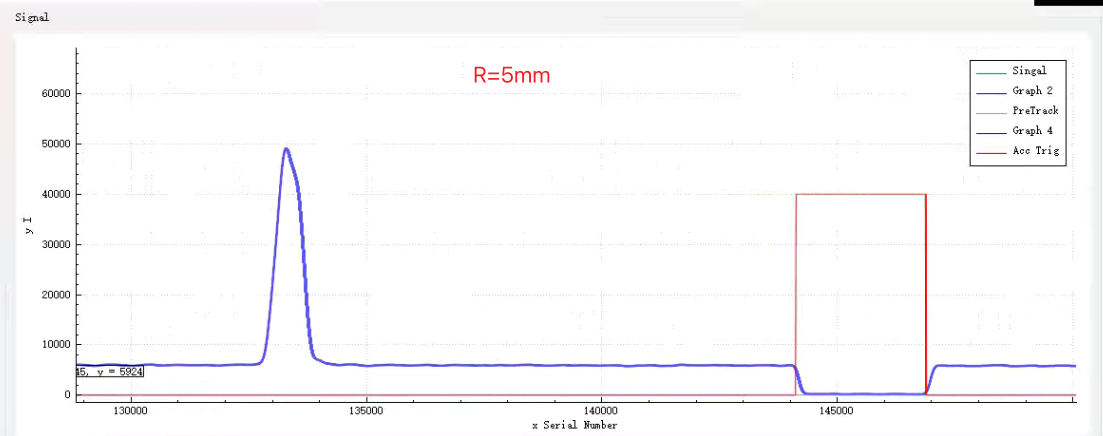 Signal
R=5mm
Singal
Graph 2
PreTrack
Graph 4
Acc Trig
60000
50000
40000
30000
20000
10000
0
y I
45, y = 5924
130000
135000
140000
145000
x Serial Number